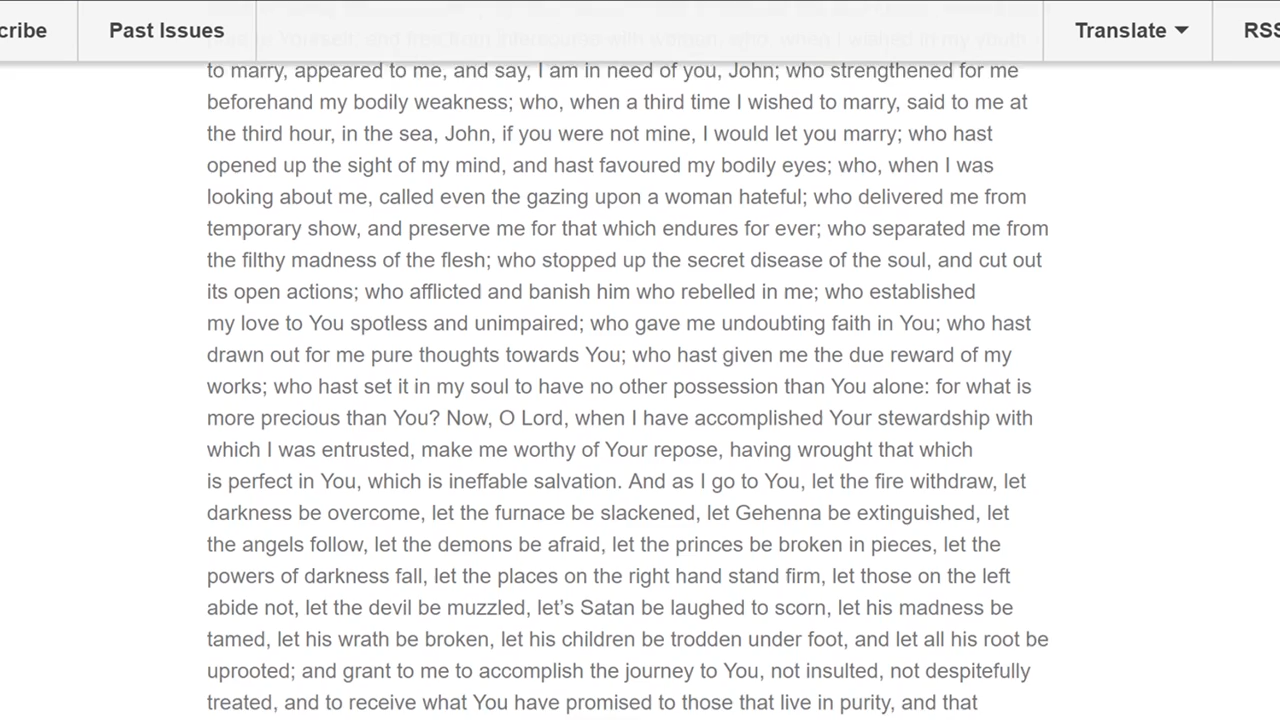 cribe
Past Issues
Translate
RSS
to marry, appeared to me, and say, I am in need of you, John; who strengthened for me
beforehand my bodily weakness; who, when a third time I wished to marry, said to me at
the third hour, in the sea, John, if you were not mine, I would let you marry; who hast
opened up the sight of my mind, and hast favoured my bodily eyes; who, when I was
looking about me, called even the gazing upon a woman hateful; who delivered me from
temporary show, and preserve me for that which endures for ever; who separated me from
the filthy madness of the flesh; who stopped up the secret disease of the soul, and cut out
its open actions; who afflicted and banish him who rebelled in me; who established
my love to You spotless and unimpaired; who gave me undoubting faith in You; who hast
drawn out for me pure thoughts towards You; who hast given me the due reward of my
works; who hast set it in my soul to have no other possession than You alone: for what is
more precious than You? Now, O Lord, when I have accomplished Your stewardship with
which I was entrusted, make me worthy of Your repose, having wrought that which
is perfect in You, which is ineffable salvation. And as I go to You, let the fire withdraw, let
darkness be overcome, let the furnace be slackened, let Gehenna be extinguished, let
the angels follow, let the demons be afraid, let the princes be broken in pieces, let the
powers of darkness fall, let the places on the right hand stand firm, let those on the left
abide not, let the devil be muzzled, let’s Satan be laughed to scorn, let his madness be
tamed, let his wrath be broken, let his children be trodden under foot, and let all his root be
uprooted; and grant to me to accomplish the journey to You, not insulted, not despitefully
treated, and to receive what You have promised to those that live in purity, and that